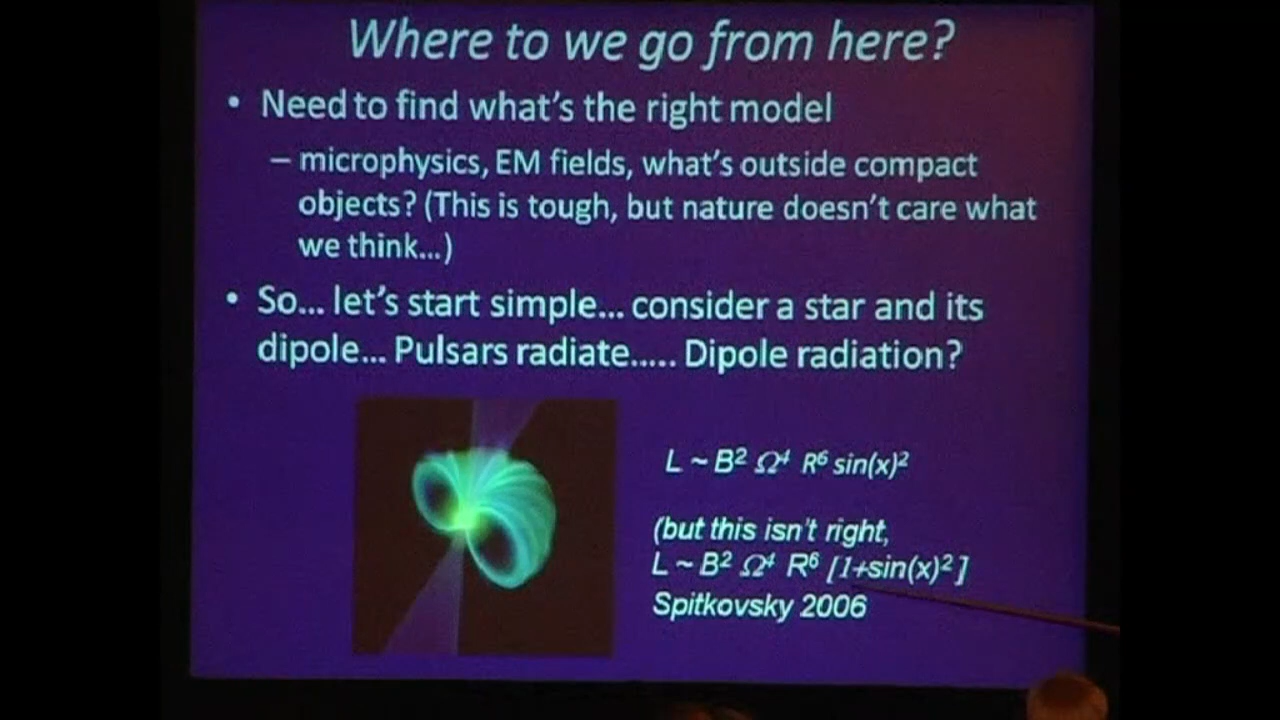 Where to we go from here?
• Need to find what's the right model
– microphysics, EM fields, what's outside compact
objects? (This is tough, but nature doesn't care what
we think...)
• So... let's start simple... consider a star and its
dipole... Pulsars radiate..... Dipole radiation?
L ~ B² Ω⁴ R⁶ sin(x)²
(but this isn't right,
L ~ B² Ω⁴ R⁶ [1+sin(x)²]
Spitkovsky 2006